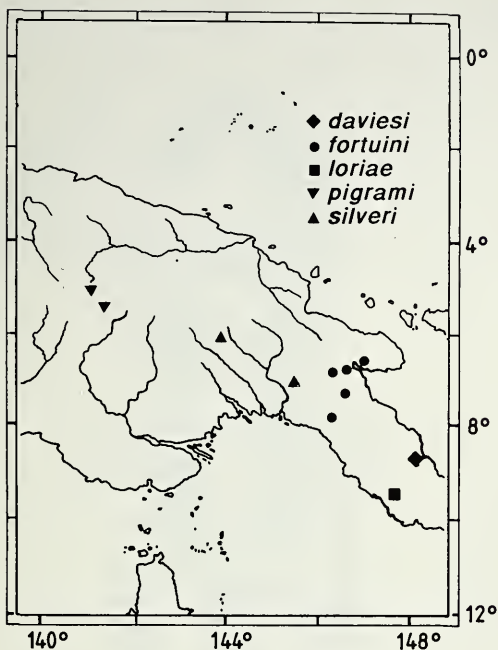 ◆ daviesi
● fortuini
■ loriae
▼ pigrami
▲ silveri
0°
4°
8°
12°
140°
144°
148°